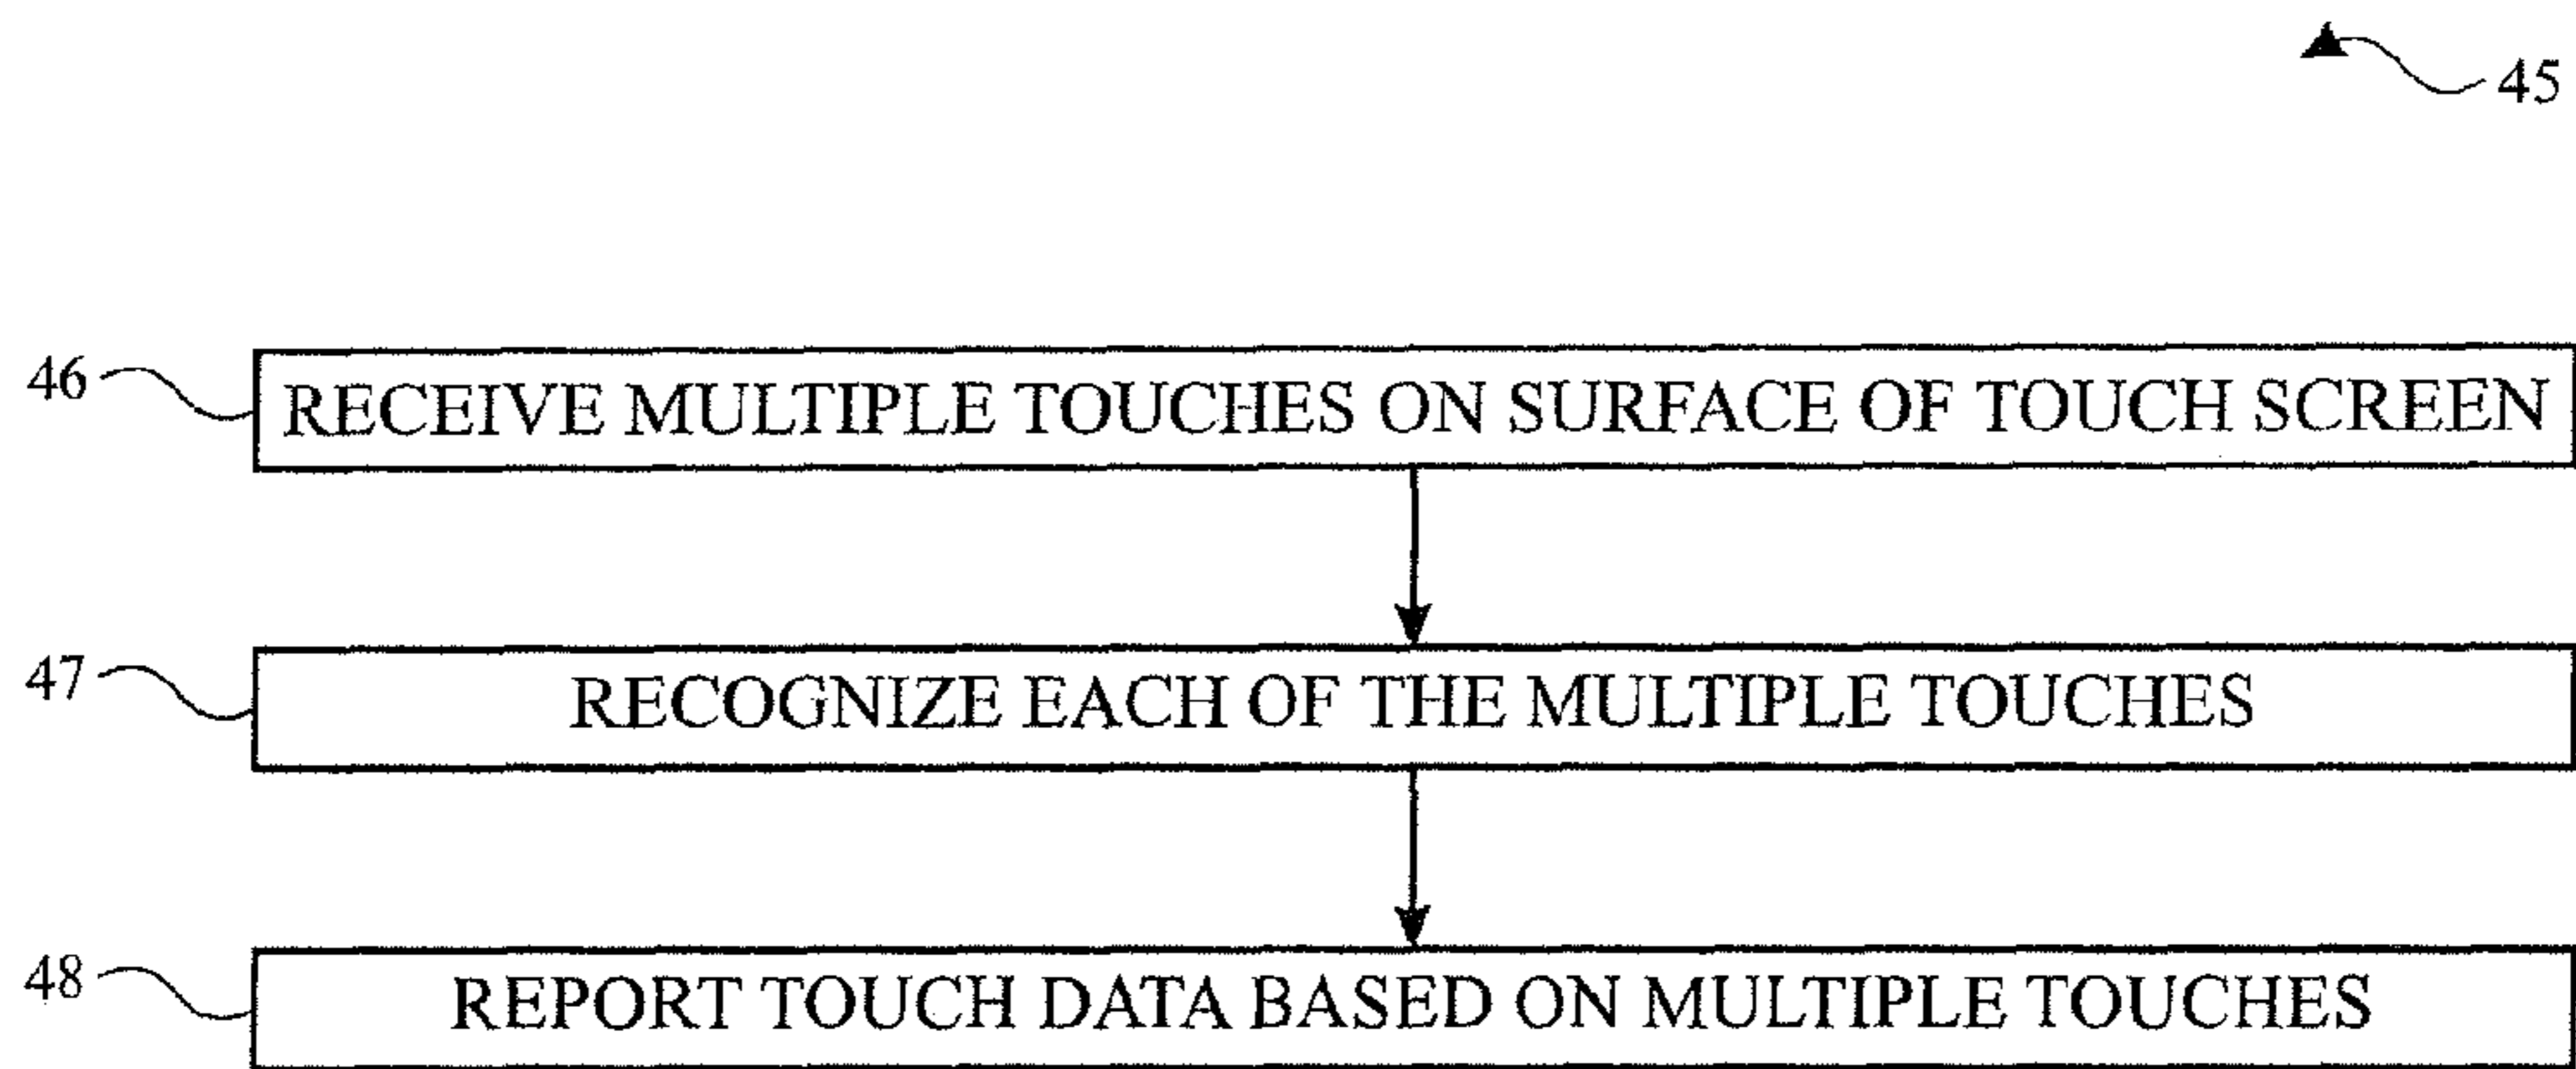 45
46 RECEIVE MULTIPLE TOUCHES ON SURFACE OF TOUCH SCREEN
47 RECOGNIZE EACH OF THE MULTIPLE TOUCHES
48 REPORT TOUCH DATA BASED ON MULTIPLE TOUCHES